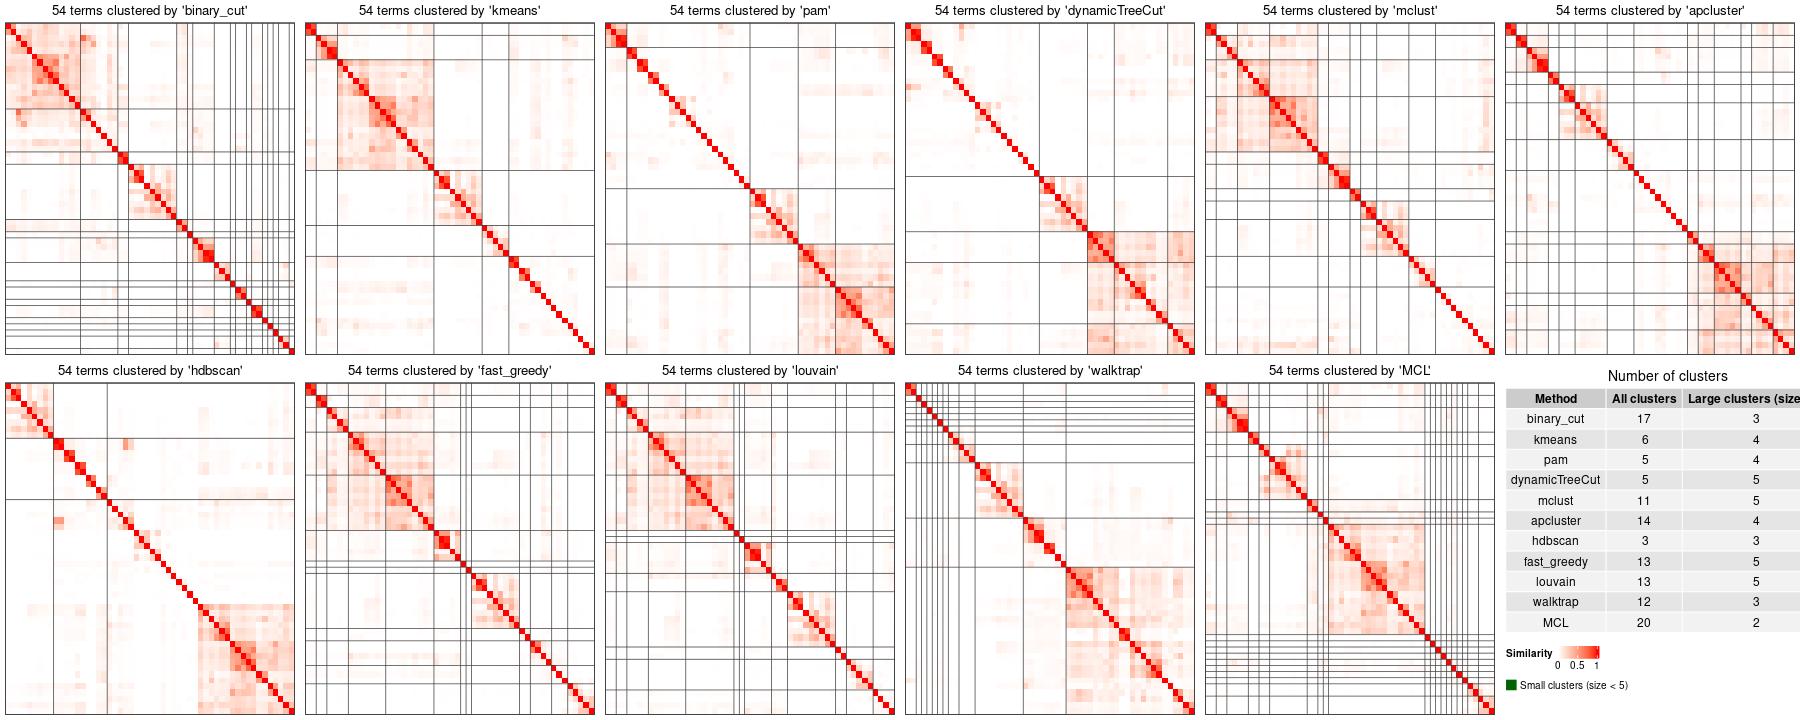 54 terms clustered by 'binary_cut'
54 terms clustered by 'kmeans'
54 terms clustered by 'pam'
54 terms clustered by 'dynamicTreeCut'
54 terms clustered by 'mclust'
54 terms clustered by 'apcluster'
54 terms clustered by 'hdbscan'
54 terms clustered by 'fast_greedy'
54 terms clustered by 'louvain'
54 terms clustered by 'walktrap'
54 terms clustered by 'MCL'
Number of clusters
Method All clusters Large clusters (size
binary_cut 17 3
kmeans 6 4
pam 5 4
dynamicTreeCut 5 5
mclust 11 5
apcluster 14 4
hdbscan 3 3
fast_greedy 13 5
louvain 13 5
walktrap 12 3
MCL 20 2
Similarity
0 0.5 1
Small clusters (size < 5)